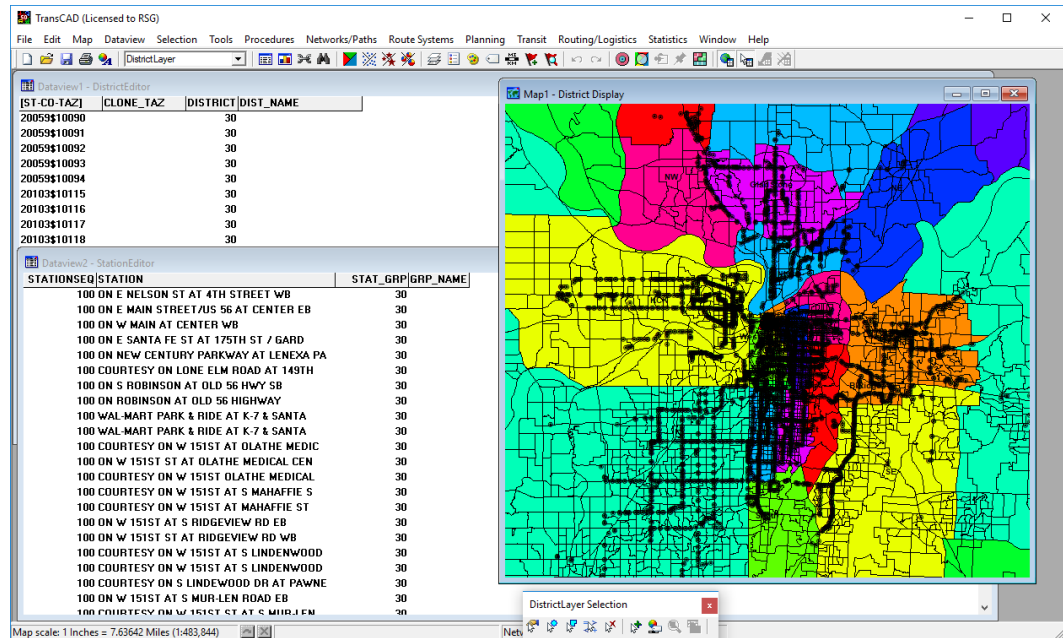 TransCAD (Licensed to RSG)
File Edit Map Dataview Selection Tools Procedures Networks/Paths Route Systems Planning Transit Routing/Logistics Statistics Window Help
DistrictLayer
Dataview1 - DistrictEditor
[ST-CO-TAZ] CLONE_TAZ DISTRICT DIST_NAME
20059$10090 30
20059$10091 30
20059$10092 30
20059$10093 30
20059$10094 30
20103$10115 30
20103$10116 30
20103$10117 30
20103$10118 30
Dataview2 - StationEditor
STATIONSEQ STATION STAT_GRP GRP_NAME
100 ON E NELSON ST AT 4TH STREET WB 30
100 ON E MAIN STREET/US 56 AT CENTER EB 30
100 ON W MAIN AT CENTER WB 30
100 ON E SANTA FE ST AT 175TH ST / GARD 30
100 ON NEW CENTURY PARKWAY AT LENEXA PA 30
100 COURTESY ON LONE ELM ROAD AT 149TH 30
100 ON S ROBINSON AT OLD 56 HWY SB 30
100 ON ROBINSON AT OLD 56 HIGHWAY 30
100 WAL-MART PARK & RIDE AT K-7 & SANTA 30
100 WAL-MART PARK & RIDE AT K-7 & SANTA 30
100 COURTESY ON W 151ST AT OLATHE MEDIC 30
100 ON W 151ST ST AT OLATHE MEDICAL CEN 30
100 ON W 151ST OLATHE MEDICAL 30
100 COURTESY ON W 151ST AT S MAHAFFIE S 30
100 ON W 151ST AT MAHAFFIE ST 30
100 ON W 151ST AT S RIDGEVIEW RD EB 30
100 ON W 151ST AT RIDGEVIEW RD WB 30
100 COURTESY ON W 151ST AT S LINDENWOOD 30
100 COURTESY ON S LINDEWOOD DR AT PAWNE 30
100 ON W 151ST AT S MUR-LEN ROAD EB 30
100 COURTESY ON W 151ST ST AT S MUR-LEN 30
Map1 - District Display
NW
NE
KCK
SE
DistrictLayer Selection
Map scale: 1 Inches = 7.63642 Miles (1:483,844)